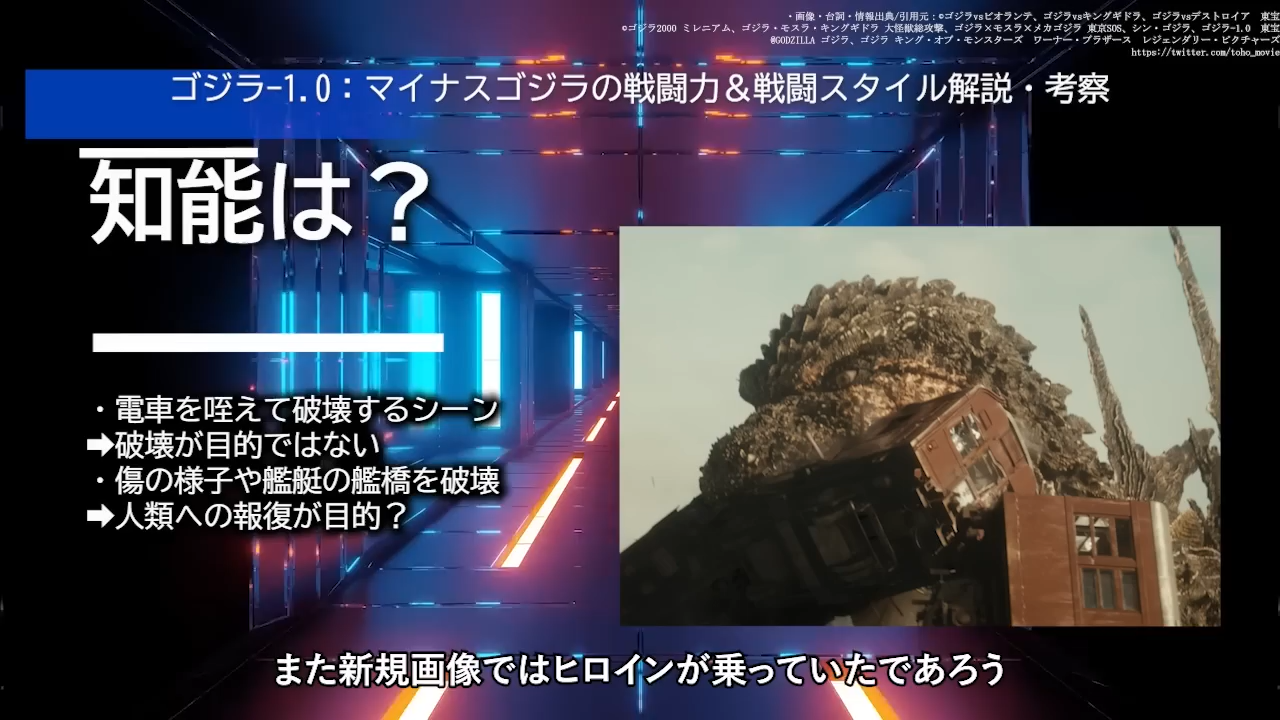 ・画像・台詞・情報出典/引用元:©ゴジラvsビオランテ、ゴジラvsキングギドラ、ゴジラvsデストロイア 東宝
©ゴジラ2000 ミレニアム、ゴジラ・モスラ・キングギドラ 大怪獣総攻撃、ゴジラ×モスラ×メカゴジラ 東京SOS、シン・ゴジラ、ゴジラ-1.0 東宝
@GODZILLA ゴジラ、ゴジラ キング・オブ・モンスターズ ワーナー・ブラザース レジェンダリー・ピクチャーズ
https://twitter.com/toho_movie
ゴジラ-1.0：マイナスゴジラの戦闘力＆戦闘スタイル解説・考察
知能は？
・電車を咥えて破壊するシーン
➡破壊が目的ではない
・傷の様子や艦艇の艦橋を破壊
➡人類への報復が目的？
また新規画像ではヒロインが乗っていたであろう